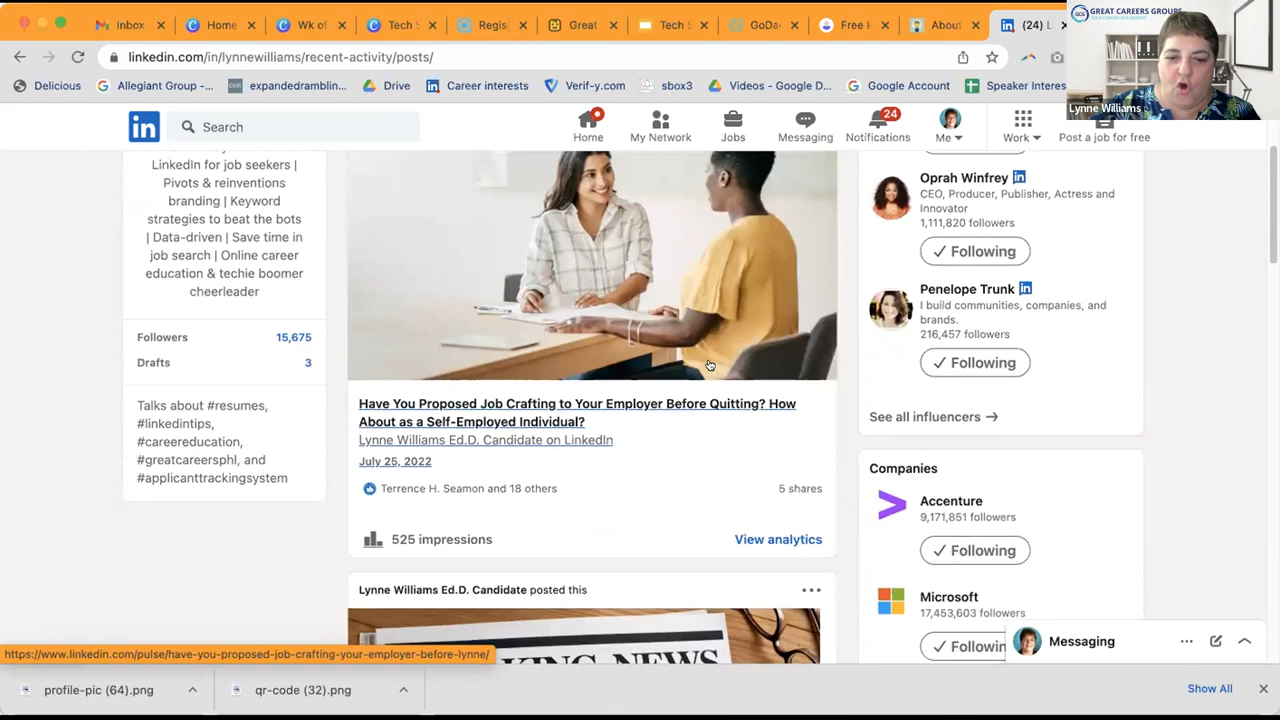 Inbox
Home
Wk of
Tech S
Regis
Great
Tech S
GoDa
Free H
About
(24) L
GREAT CAREERS GROUPS
linkedin.com/in/lynnewilliams/recent-activity/posts/
Delicious
Allegiant Group -...
expandedramblin...
Drive
Career interests
Verif-y.com
sbox3
Videos - Google D...
Google Account
Speaker Interes
Lynne Williams
Search
Home
My Network
Jobs
Messaging
24
Notifications
Me
Work
Post a job for free
LinkedIn for job seekers |
Pivots & reinventions
branding | Keyword
strategies to beat the bots
| Data-driven | Save time in
job search | Online career
education & techie boomer
cheerleader
Followers 15,675
Drafts 3
Talks about #resumes,
#linkedintips,
#careereducation,
#greatcareersphl, and
#applicanttrackingsystem
Have You Proposed Job Crafting to Your Employer Before Quitting? How
About as a Self-Employed Individual?
Lynne Williams Ed.D. Candidate on LinkedIn
July 25, 2022
Terrence H. Seamon and 18 others
5 shares
525 impressions
View analytics
Lynne Williams Ed.D. Candidate posted this
KING NEWS
Oprah Winfrey
CEO, Producer, Publisher, Actress and
Innovator
1,111,820 followers
Following
Penelope Trunk
I build communities, companies, and
brands.
216,457 followers
Following
See all influencers
Companies
Accenture
9,171,851 followers
Following
Microsoft
17,453,603 followers
Followin
Messaging
https://www.linkedin.com/pulse/have-you-proposed-job-crafting-your-employer-before-lynne/
profile-pic (64).png
qr-code (32).png
Show All